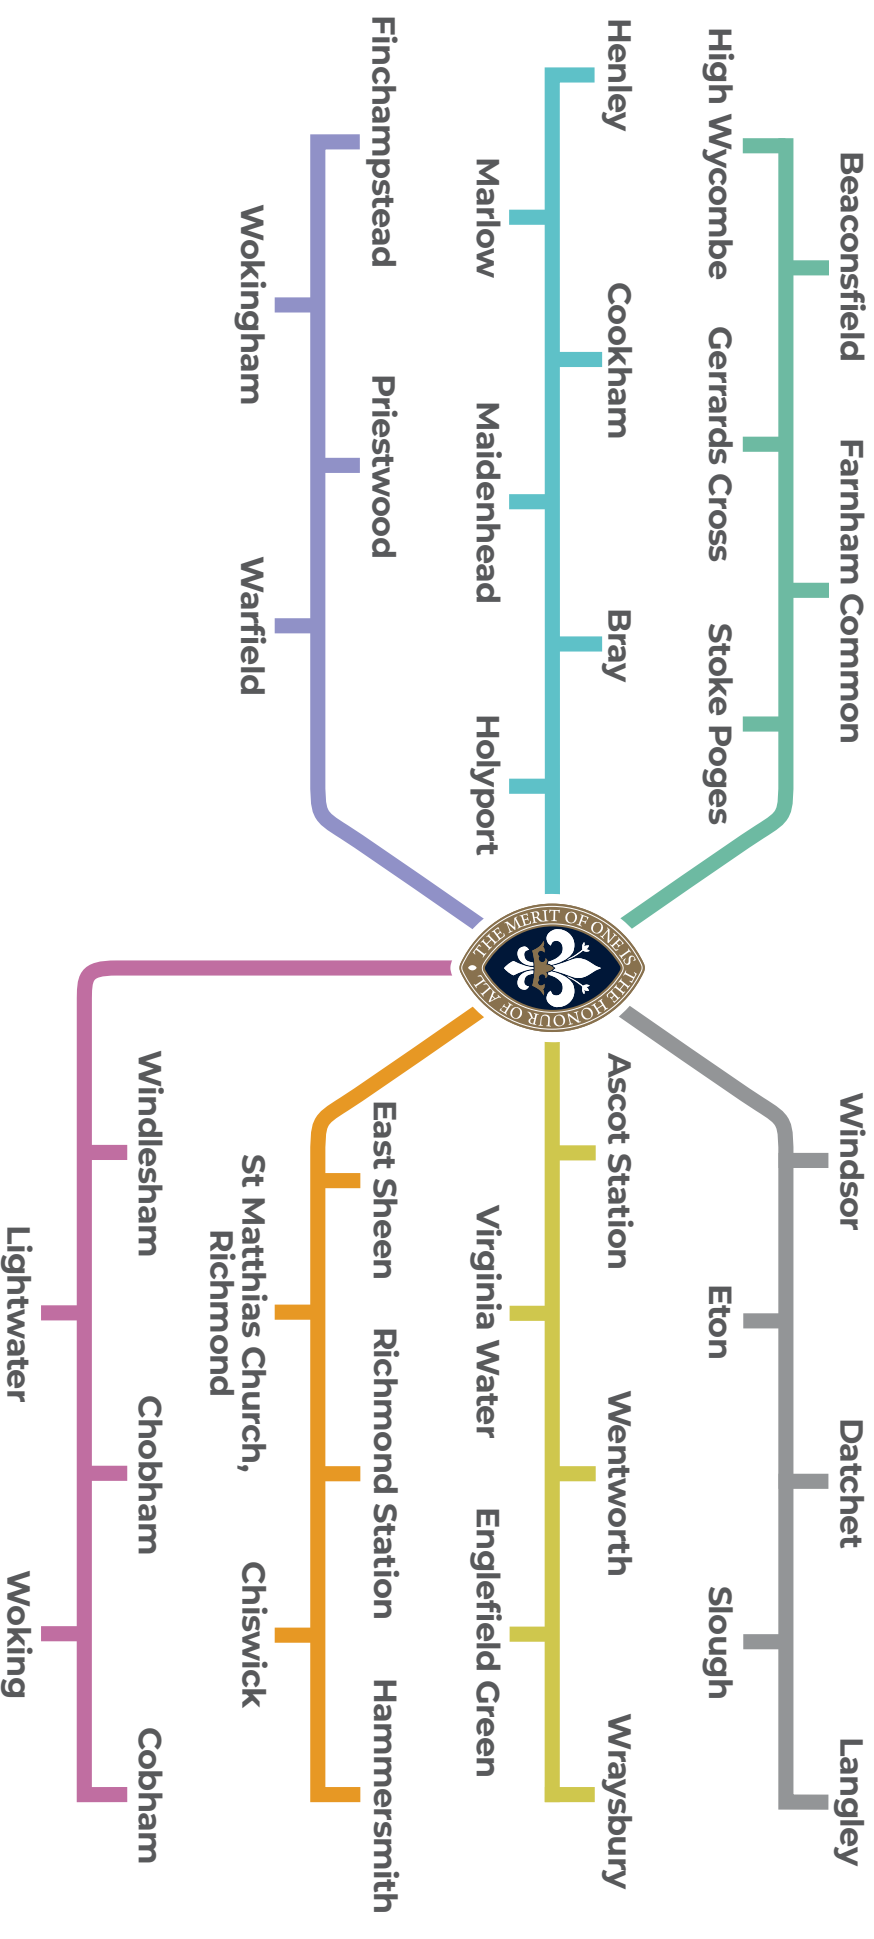 Beaconsfield
Farnham Common
High Wycombe
Gerrards Cross
Stoke Poges
Henley
Cookham
Bray
Marlow
Maidenhead
Holyport
Finchampstead
Priestwood
Wokingham
Warfield
THE MERIT OF ONE IS THE HONOUR OF ALL
Windsor
Datchet
Langley
Eton
Slough
Ascot Station
Wentworth
Wraysbury
Virginia Water
Englefield Green
East Sheen
Richmond Station
Hammersmith
St Matthias Church,
Richmond
Chiswick
Windlesham
Chobham
Cobham
Lightwater
Woking